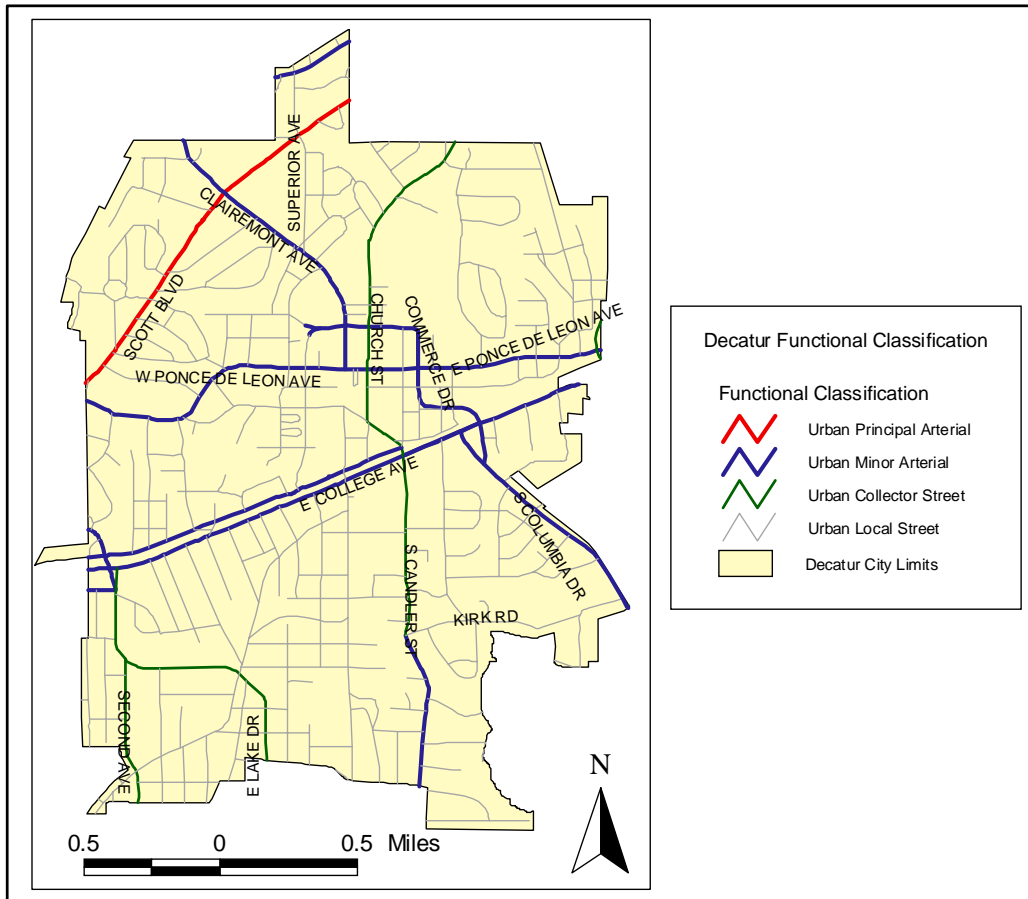 SUPERIOR AVE
CLAIREMONT AVE
SCOTT BLVD
CHURCH ST
COMMERCE DR
E PONCE DE LEON AVE
W PONCE DE LEON AVE
E COLLEGE AVE
S COLUMBIA DR
S CANDLER ST
KIRK RD
SECOND AVE
E LAKE DR
N
0.5 0 0.5 Miles
Decatur Functional Classification
Functional Classification
Urban Principal Arterial
Urban Minor Arterial
Urban Collector Street
Urban Local Street
Decatur City Limits